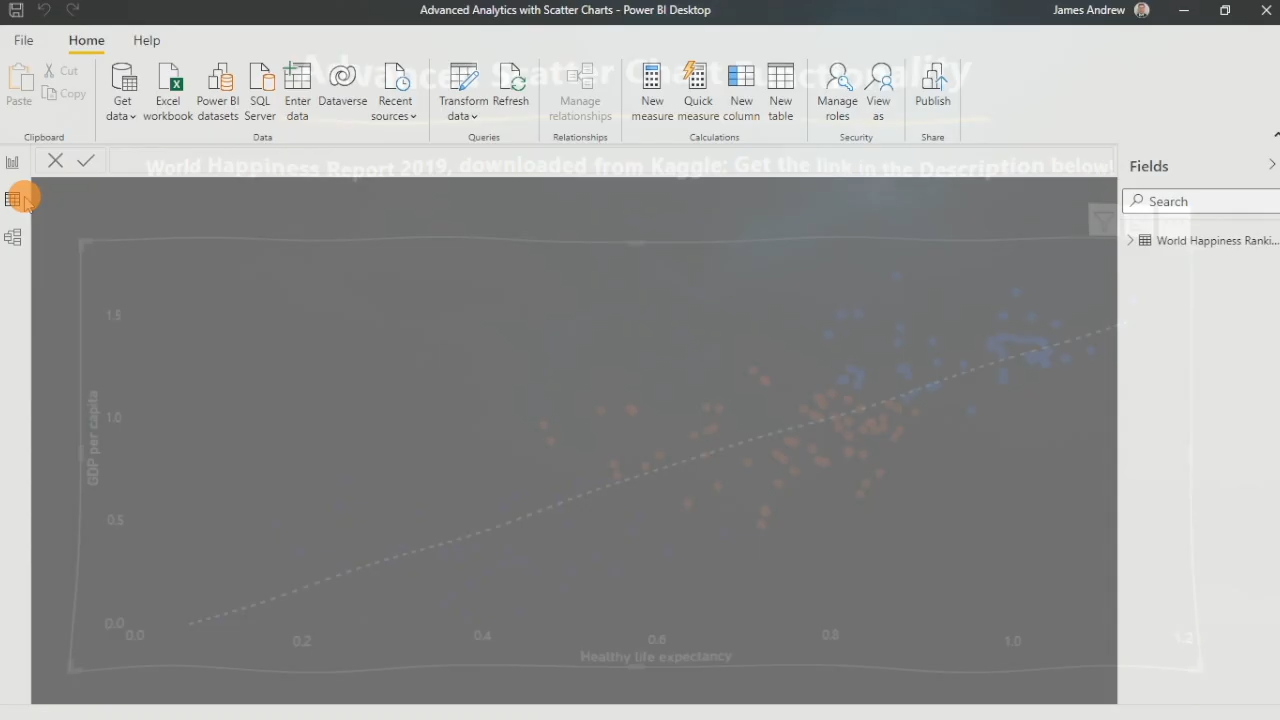 Advanced Analytics with Scatter Charts - Power BI Desktop
James Andrew
File Home Help
Advanced Scatter Chart Functionality
Paste
Cut
Copy
Get data
Excel workbook
Power BI datasets
SQL Server
Enter data
Dataverse
Recent sources
Transform data
Refresh
Manage relationships
New measure
Quick measure
New column
New table
Manage roles
View as
Publish
Clipboard
Data
Queries
Relationships
Calculations
Security
Share
World Happiness Report 2019, downloaded from Kaggle: Get the link in the Description below!
Fields
Search
World Happiness Ranki...
GDP per capita
1.5
1.0
0.5
0.0
0.0 0.2 0.4 0.6 0.8 1.0 1.2
Healthy life expectancy